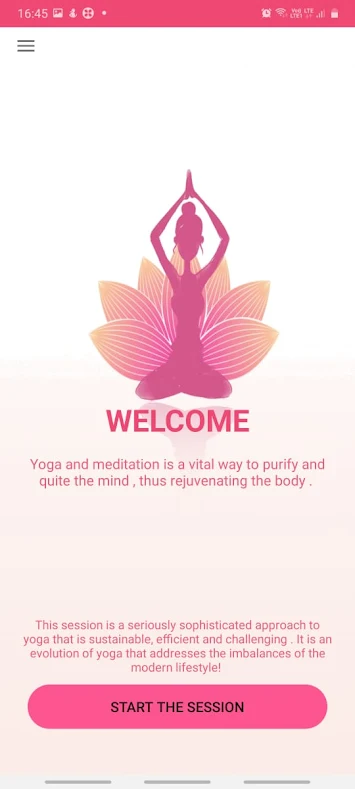 16:45
WELCOME
Yoga and meditation is a vital way to purify and
quite the mind , thus rejuvenating the body .
This session is a seriously sophisticated approach to
yoga that is sustainable, efficient and challenging . It is an
evolution of yoga that addresses the imbalances of the
modern lifestyle!
START THE SESSION